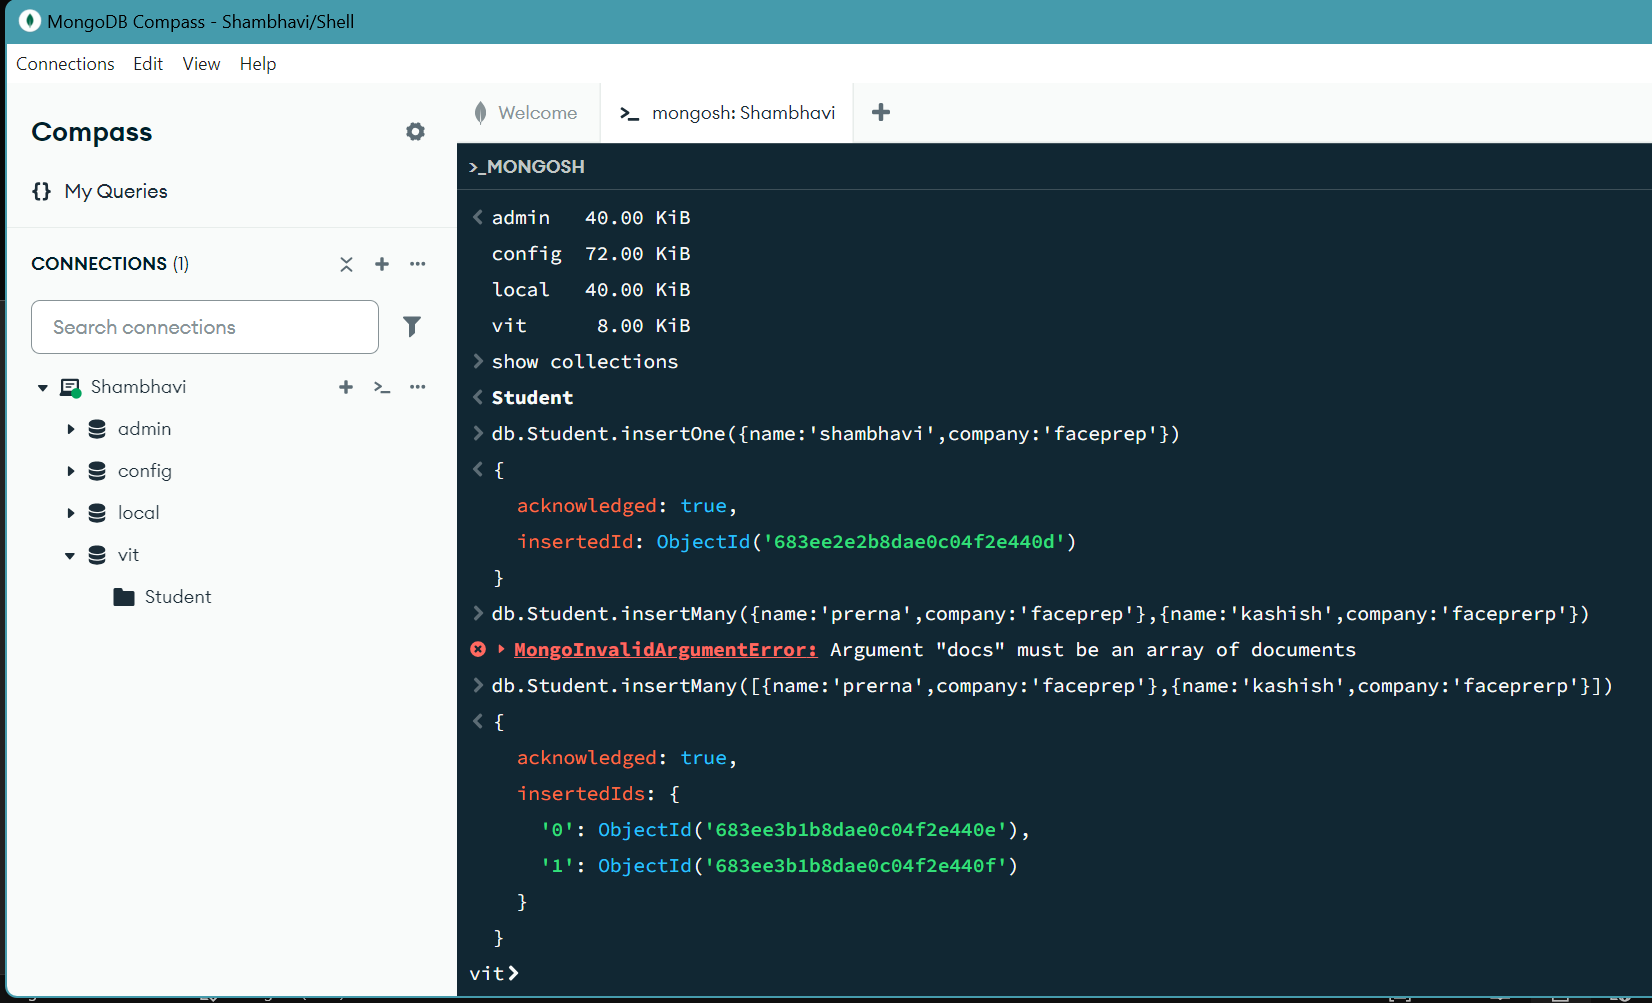 MongoDB Compass - Shambhavi/Shell
Connections Edit View Help
Compass
{} My Queries
CONNECTIONS (1)
Search connections
Shambhavi
admin
config
local
vit
Student
Welcome
>_ mongosh: Shambhavi
>_MONGOSH
admin 40.00 KiB
config 72.00 KiB
local 40.00 KiB
vit 8.00 KiB
> show collections
< Student
> db.Student.insertOne({name:'shambhavi',company:'faceprep'})
< {
acknowledged: true,
insertedId: ObjectId('683ee2e2b8dae0c04f2e440d')
}
> db.Student.insertMany({name:'prerna',company:'faceprep'},{name:'kashish',company:'faceprerp'})
MongoInvalidArgumentError: Argument "docs" must be an array of documents
> db.Student.insertMany([{name:'prerna',company:'faceprep'},{name:'kashish',company:'faceprerp'}])
< {
acknowledged: true,
insertedIds: {
'0': ObjectId('683ee3b1b8dae0c04f2e440e'),
'1': ObjectId('683ee3b1b8dae0c04f2e440f')
}
}
vit>